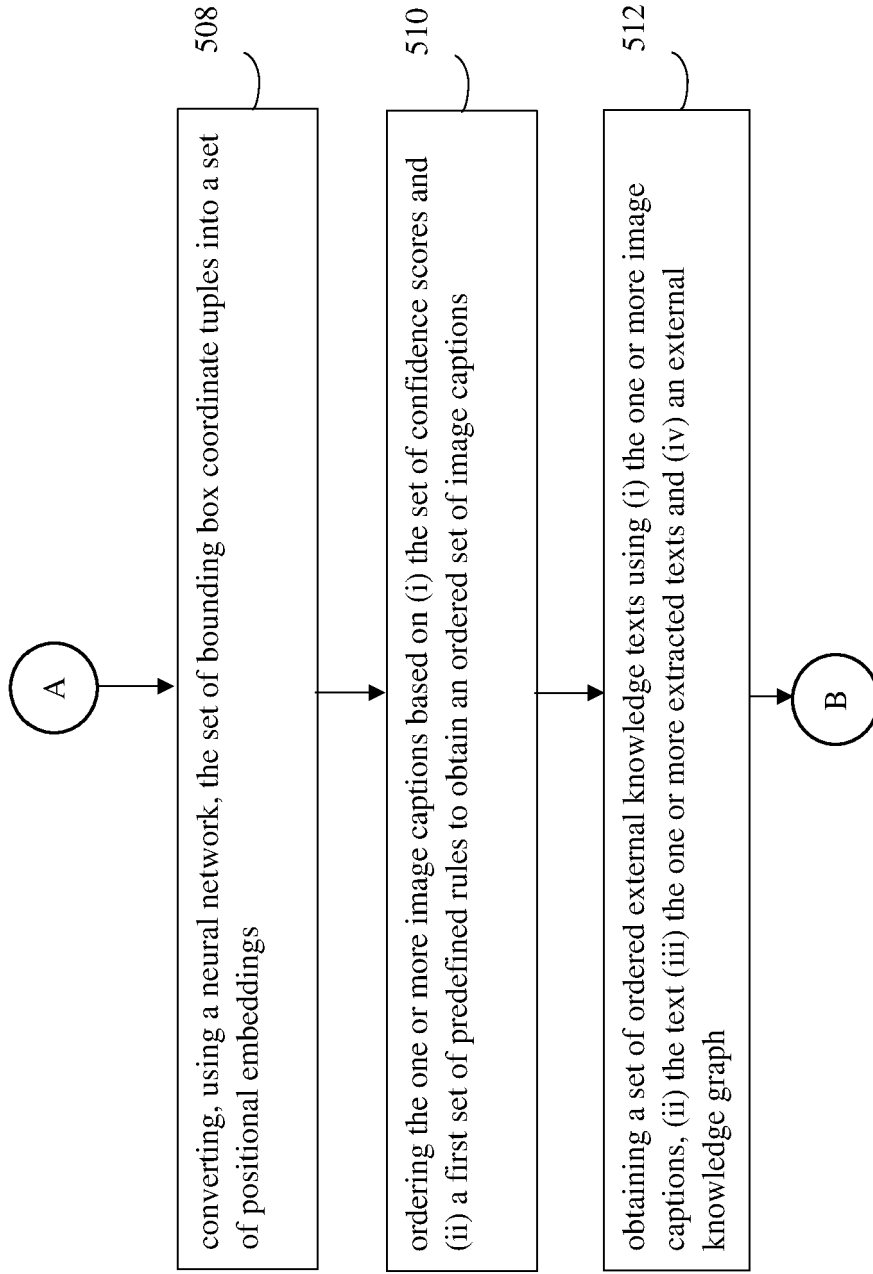 A
508
converting, using a neural network, the set of bounding box coordinate tuples into a set
of positional embeddings
510
ordering the one or more image captions based on (i) the set of confidence scores and
(ii) a first set of predefined rules to obtain an ordered set of image captions
512
obtaining a set of ordered external knowledge texts using (i) the one or more image
captions, (ii) the text (iii) the one or more extracted texts and (iv) an external
knowledge graph
B